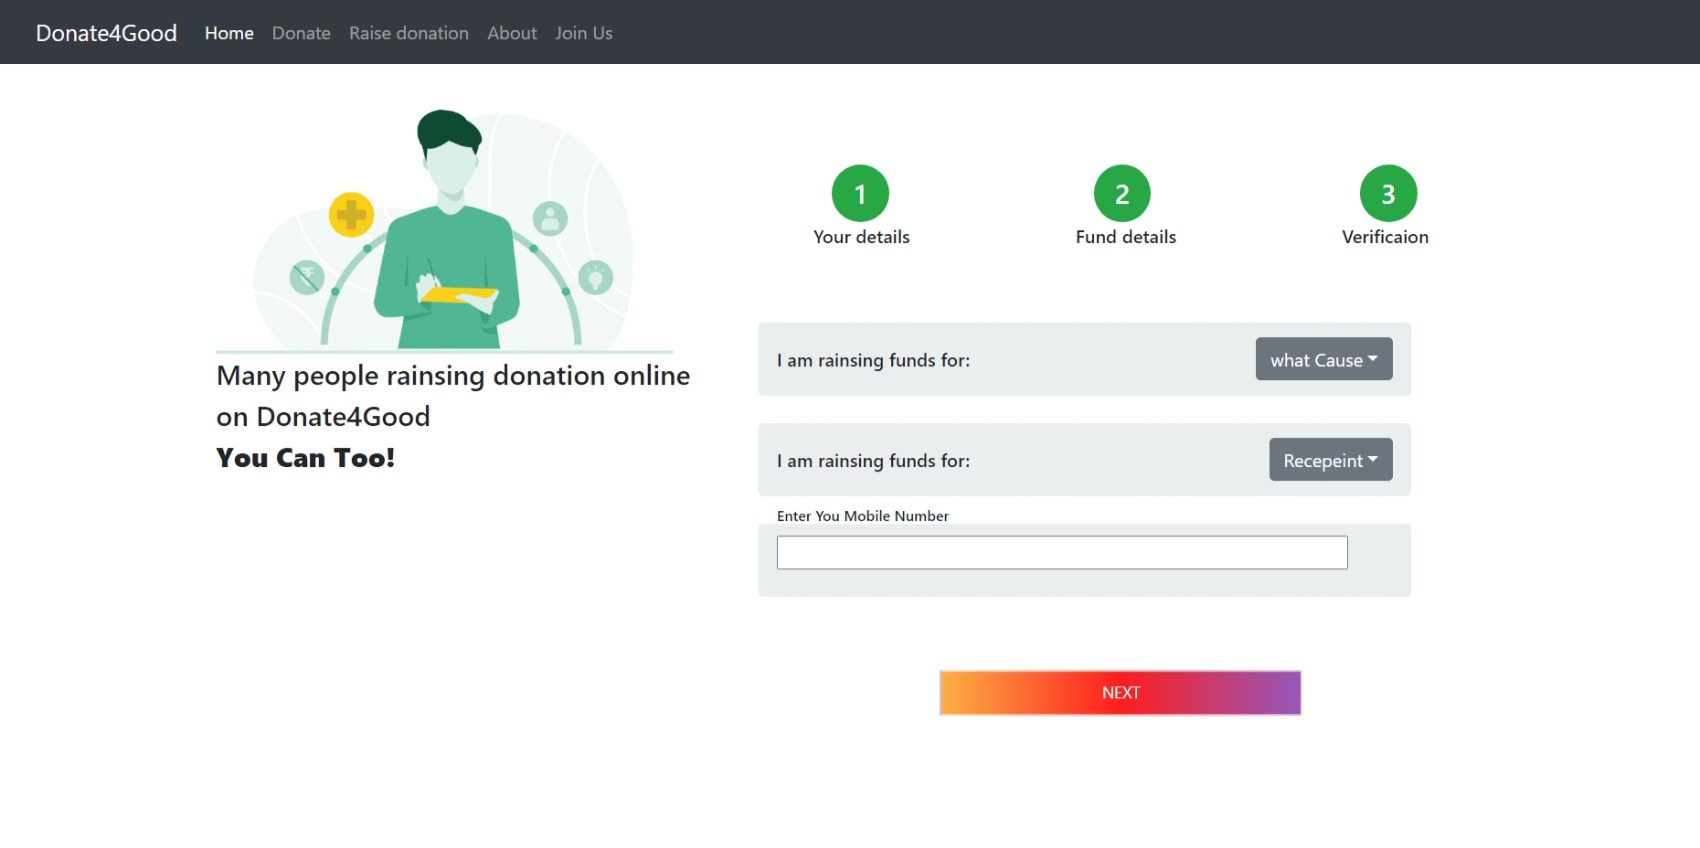 Donate4Good Home Donate Raise donation About Join Us
₹
Many people rainsing donation online
on Donate4Good
You Can Too!
1 2 3
Your details Fund details Verificaion
I am rainsing funds for: what Cause
I am rainsing funds for: Recepeint
Enter You Mobile Number
NEXT